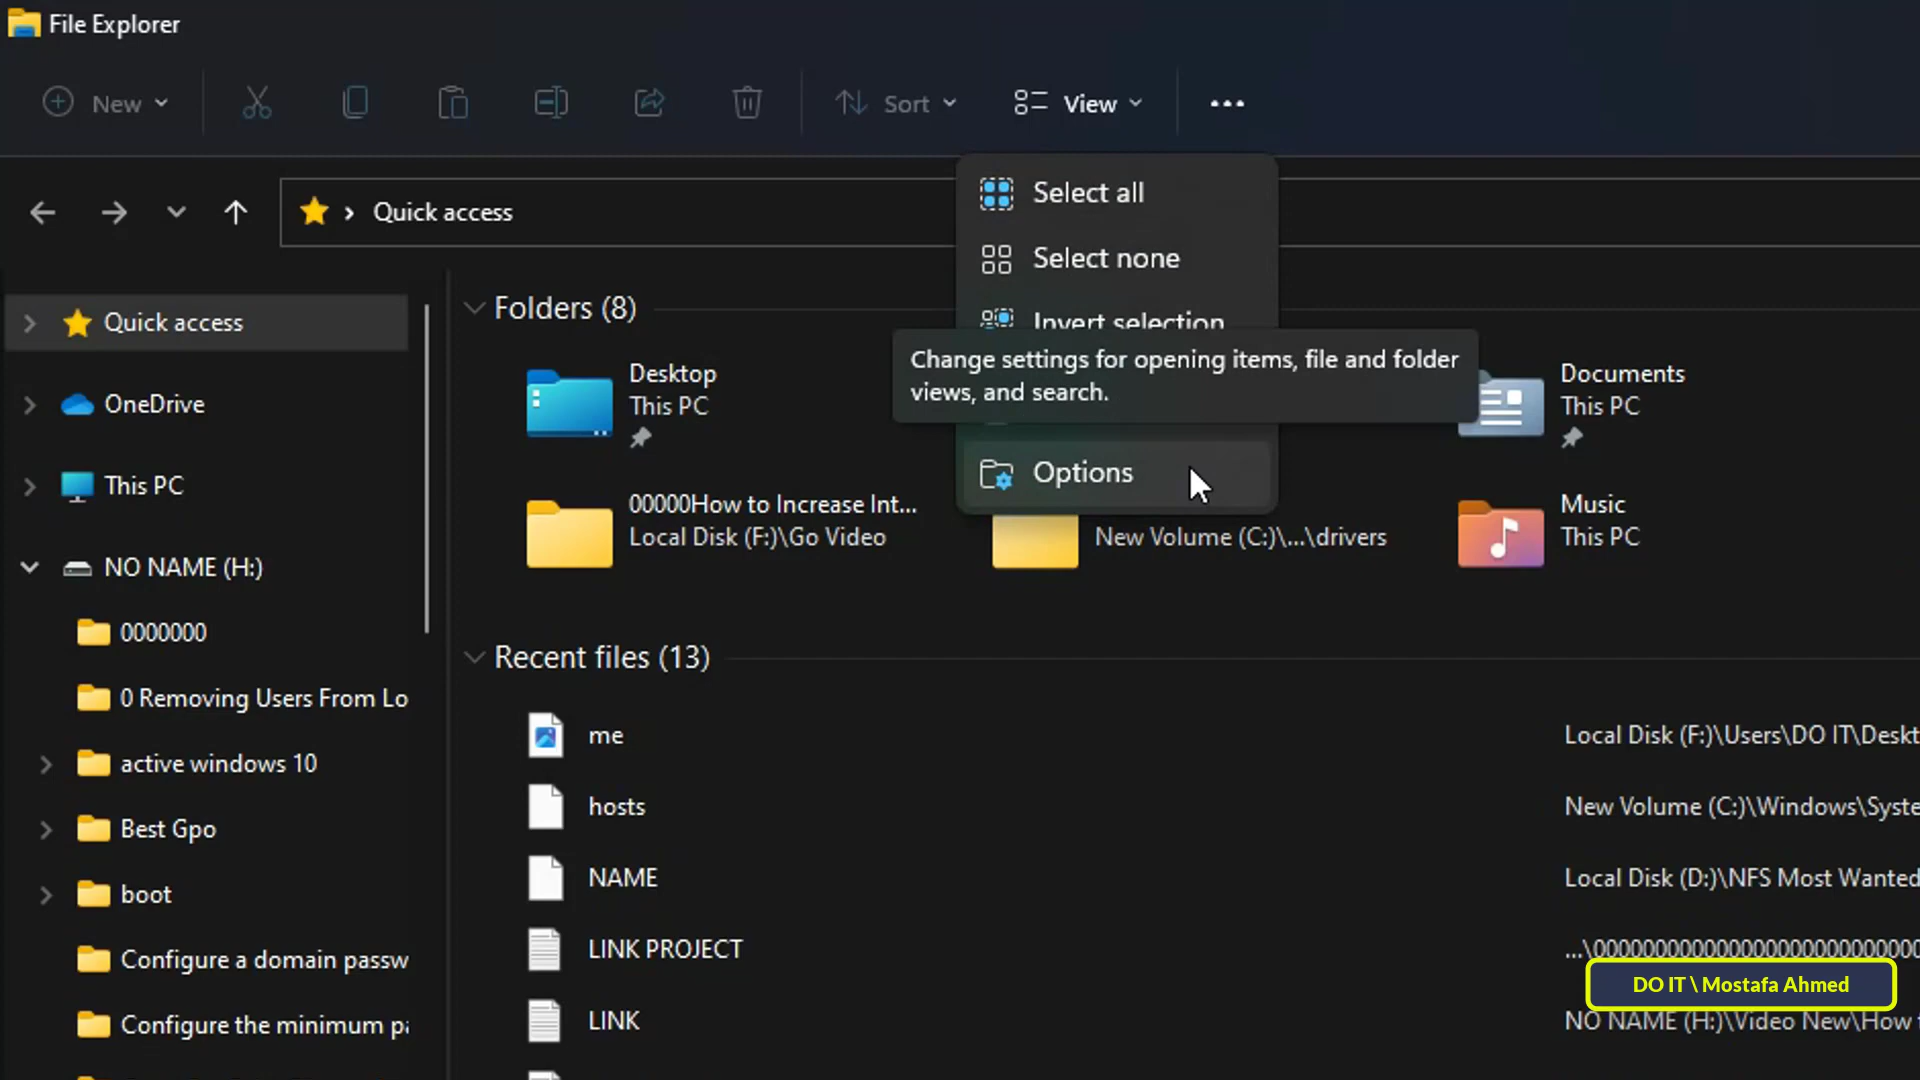 File Explorer
New
Sort
View
Quick access
Select all
Select none
Invert selection
Change settings for opening items, file and folder
views, and search.
Options
Quick access
OneDrive
This PC
NO NAME (H:)
0000000
0 Removing Users From Lo
active windows 10
Best Gpo
boot
Configure a domain passw
Configure the minimum pa
Folders (8)
Desktop
This PC
Documents
This PC
00000How to Increase Int...
Local Disk (F:)\Go Video
New Volume (C:)\...\drivers
Music
This PC
Recent files (13)
me
Local Disk (F:)\Users\DO IT\Deskt
hosts
New Volume (C:)\Windows\Syste
NAME
Local Disk (D:)\NFS Most Wanted
LINK PROJECT
LINK
NO NAME (H:)\Video New\How
DO IT \ Mostafa Ahmed